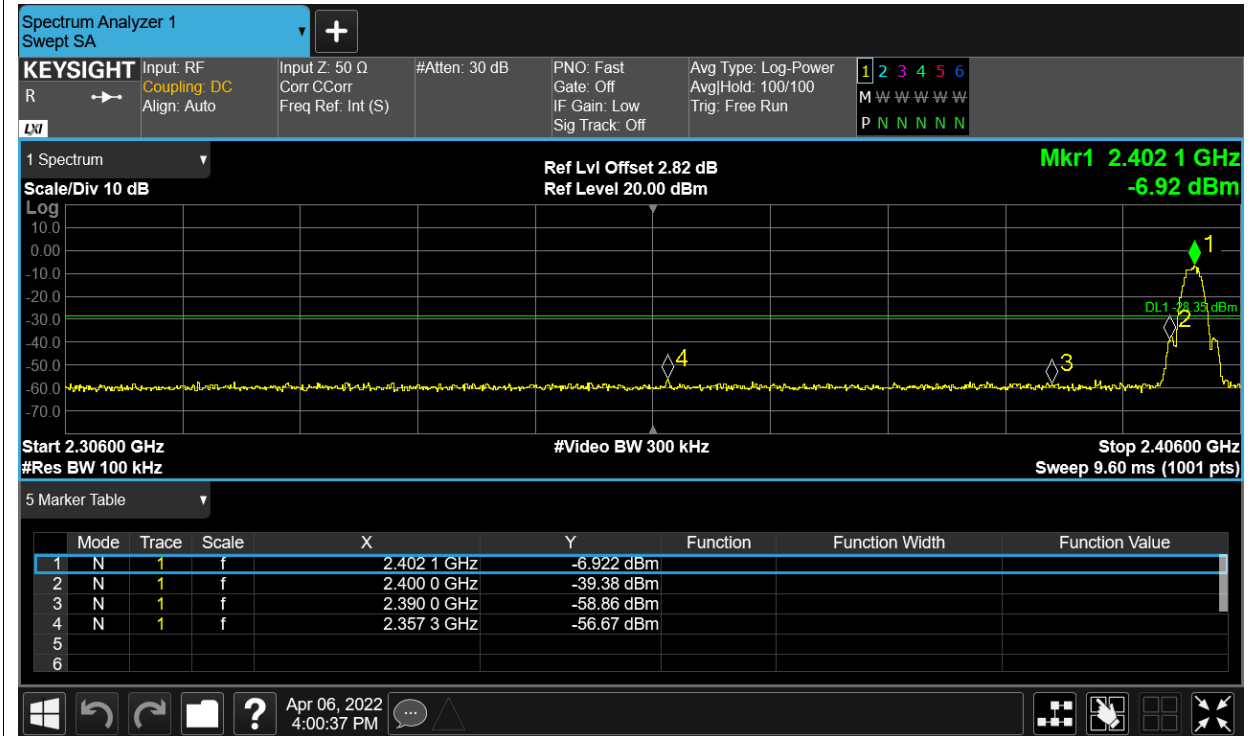 Spectrum Analyzer 1
Swept SA
+
KEYSIGHT Input: RF Input Z: 50 Ω #Atten: 30 dB PNO: Fast Avg Type: Log-Power 1 2 3 4 5 6
R Coupling: DC Corr CCorr Gate: Off Avg|Hold: 100/100 M W W W W W
Align: Auto Freq Ref: Int (S) IF Gain: Low Trig: Free Run
LXI Sig Track: Off P N N N N N
1 Spectrum Ref Lvl Offset 2.82 dB Mkr1 2.402 1 GHz
Scale/Div 10 dB Ref Level 20.00 dBm -6.92 dBm
Log
10.0
0.00 1
-10.0
-20.0
DL1 -28.35 dBm
-30.0 2
-40.0
-50.0 4 3
-60.0
-70.0
Start 2.30600 GHz #Video BW 300 kHz Stop 2.40600 GHz
#Res BW 100 kHz Sweep 9.60 ms (1001 pts)
5 Marker Table
Mode Trace Scale X Y Function Function Width Function Value
1 N 1 f 2.402 1 GHz -6.922 dBm
2 N 1 f 2.400 0 GHz -39.38 dBm
3 N 1 f 2.390 0 GHz -58.86 dBm
4 N 1 f 2.357 3 GHz -56.67 dBm
5
6
? Apr 06, 2022
4:00:37 PM